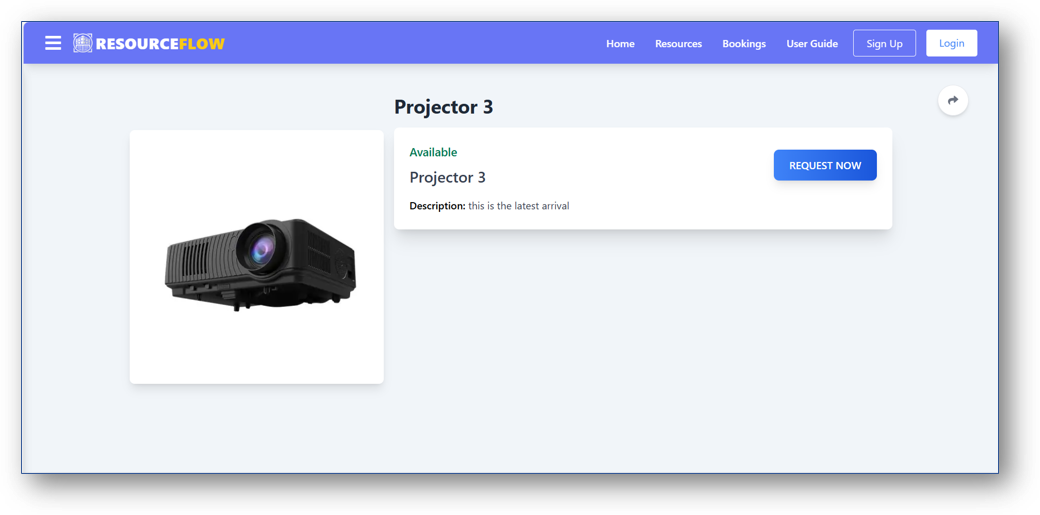 RESOURCEFLOW Home Resources Bookings User Guide Sign Up Login
Projector 3
Available
Projector 3
REQUEST NOW
Description: this is the latest arrival